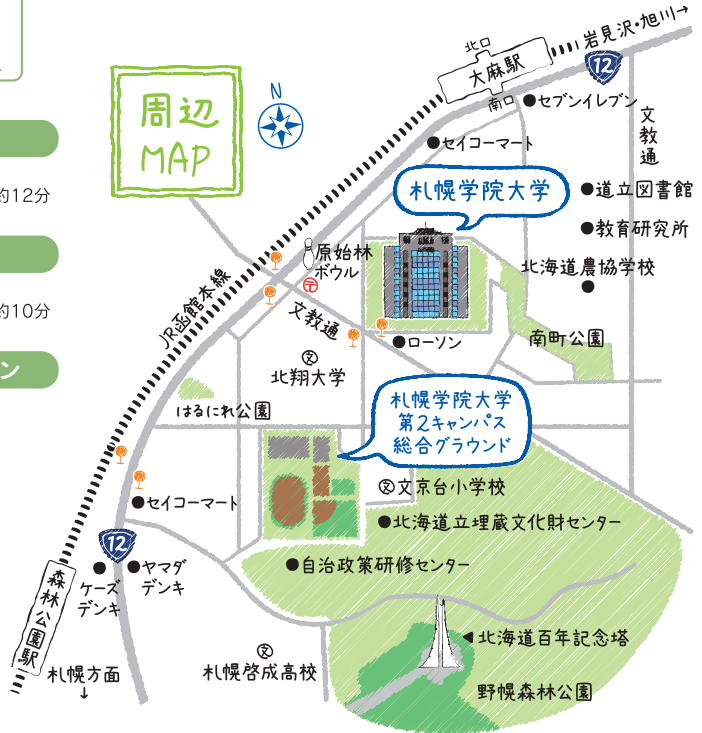 岩見沢・旭川→
北口
大麻駅
12
南口
セブンイレブン
N
周辺
MAP
文教通
セイコーマート
札幌学院大学
道立図書館
約12分
教育研究所
原始林
ボウル
北海道農協学校
〒
JR函館本線
約10分
文教通
ローソン
南町公園
文
北翔大学
ン
はるにれ公園
札幌学院大学
第2キャンパス
総合グラウンド
文文京台小学校
セイコーマート
北海道立埋蔵文化財センター
12
ケーズ
デンキ
ヤマダ
デンキ
自治政策研修センター
森林公園駅
北海道百年記念塔
文
札幌啓成高校
札幌方面
↓
野幌森林公園